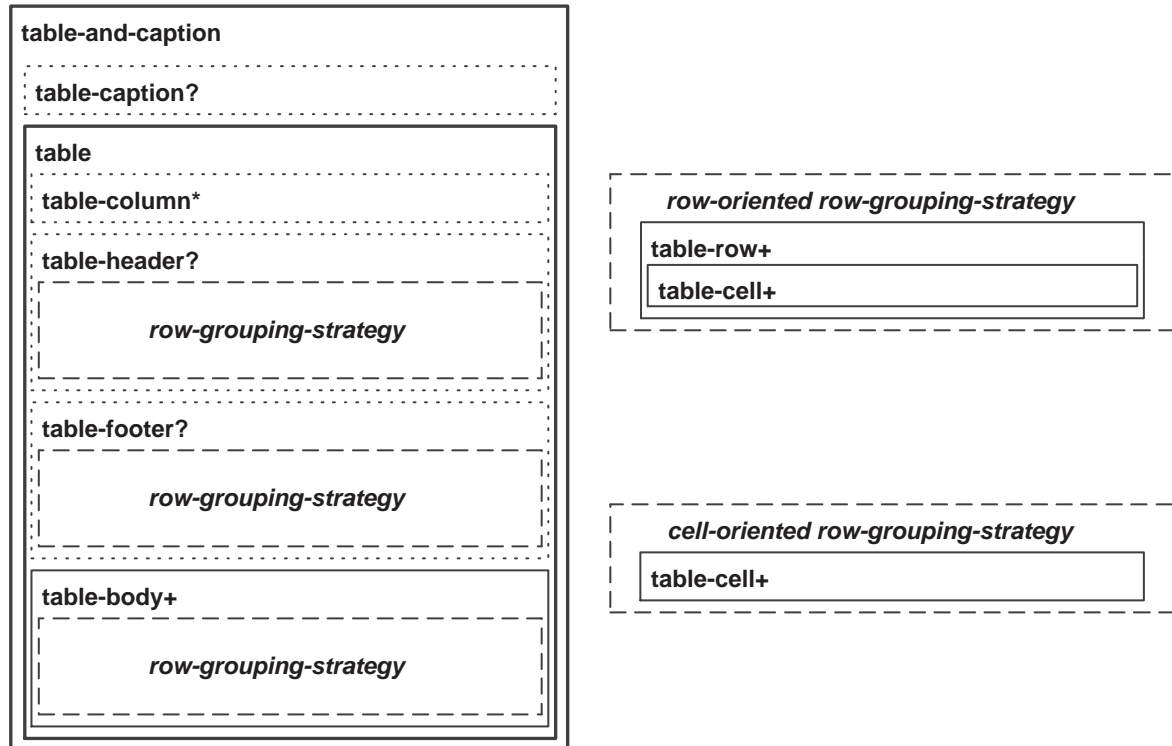 table-and-caption
table-caption?
table
table-column*
table-header?
row-grouping-strategy
table-footer?
row-grouping-strategy
table-body+
row-grouping-strategy
row-oriented row-grouping-strategy
table-row+
table-cell+
cell-oriented row-grouping-strategy
table-cell+